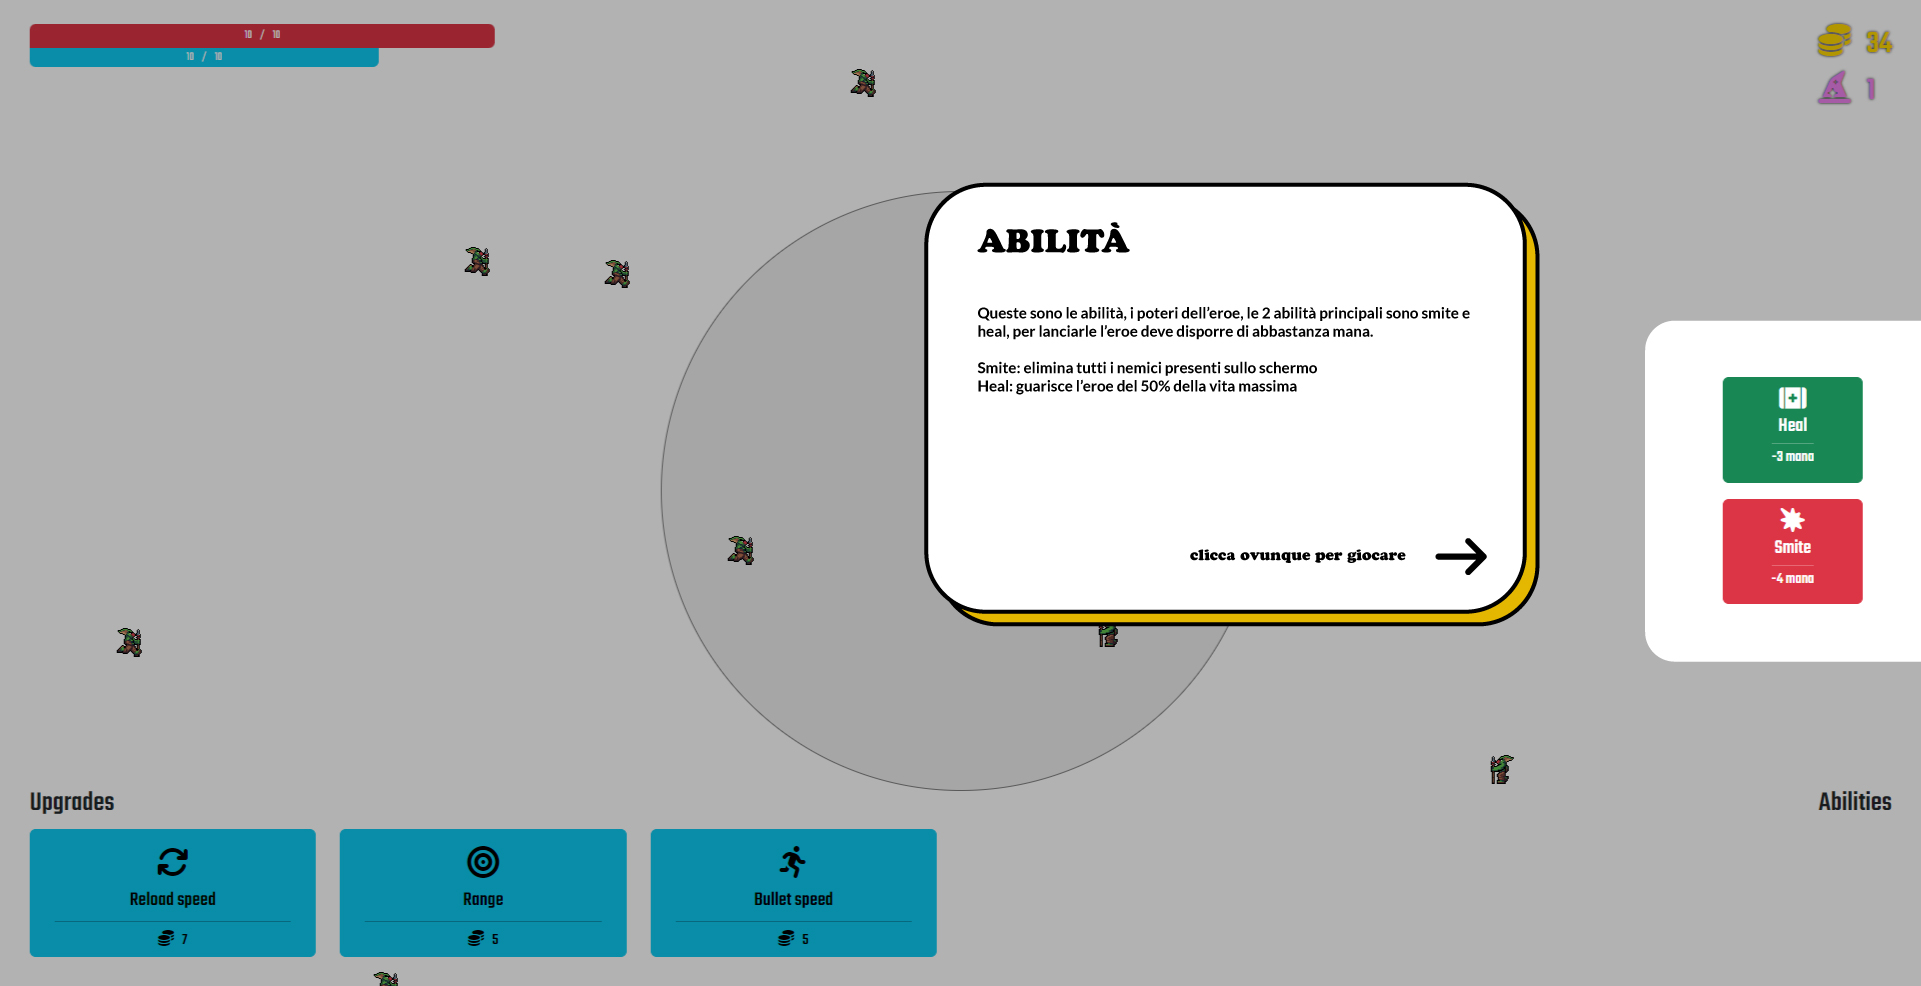 10 / 10
10 / 10
34
1
ABILITÀ
Queste sono le abilità, i poteri dell'eroe, le 2 abilità principali sono smite e
heal, per lanciarle l'eroe deve disporre di abbastanza mana.
Smite: elimina tutti i nemici presenti sullo schermo
Heal: guarisce l'eroe del 50% della vita massima
clicca ovunque per giocare
Heal
-3 mana
Smite
-4 mana
Upgrades
Abilities
Reload speed
7
Range
5
Bullet speed
5